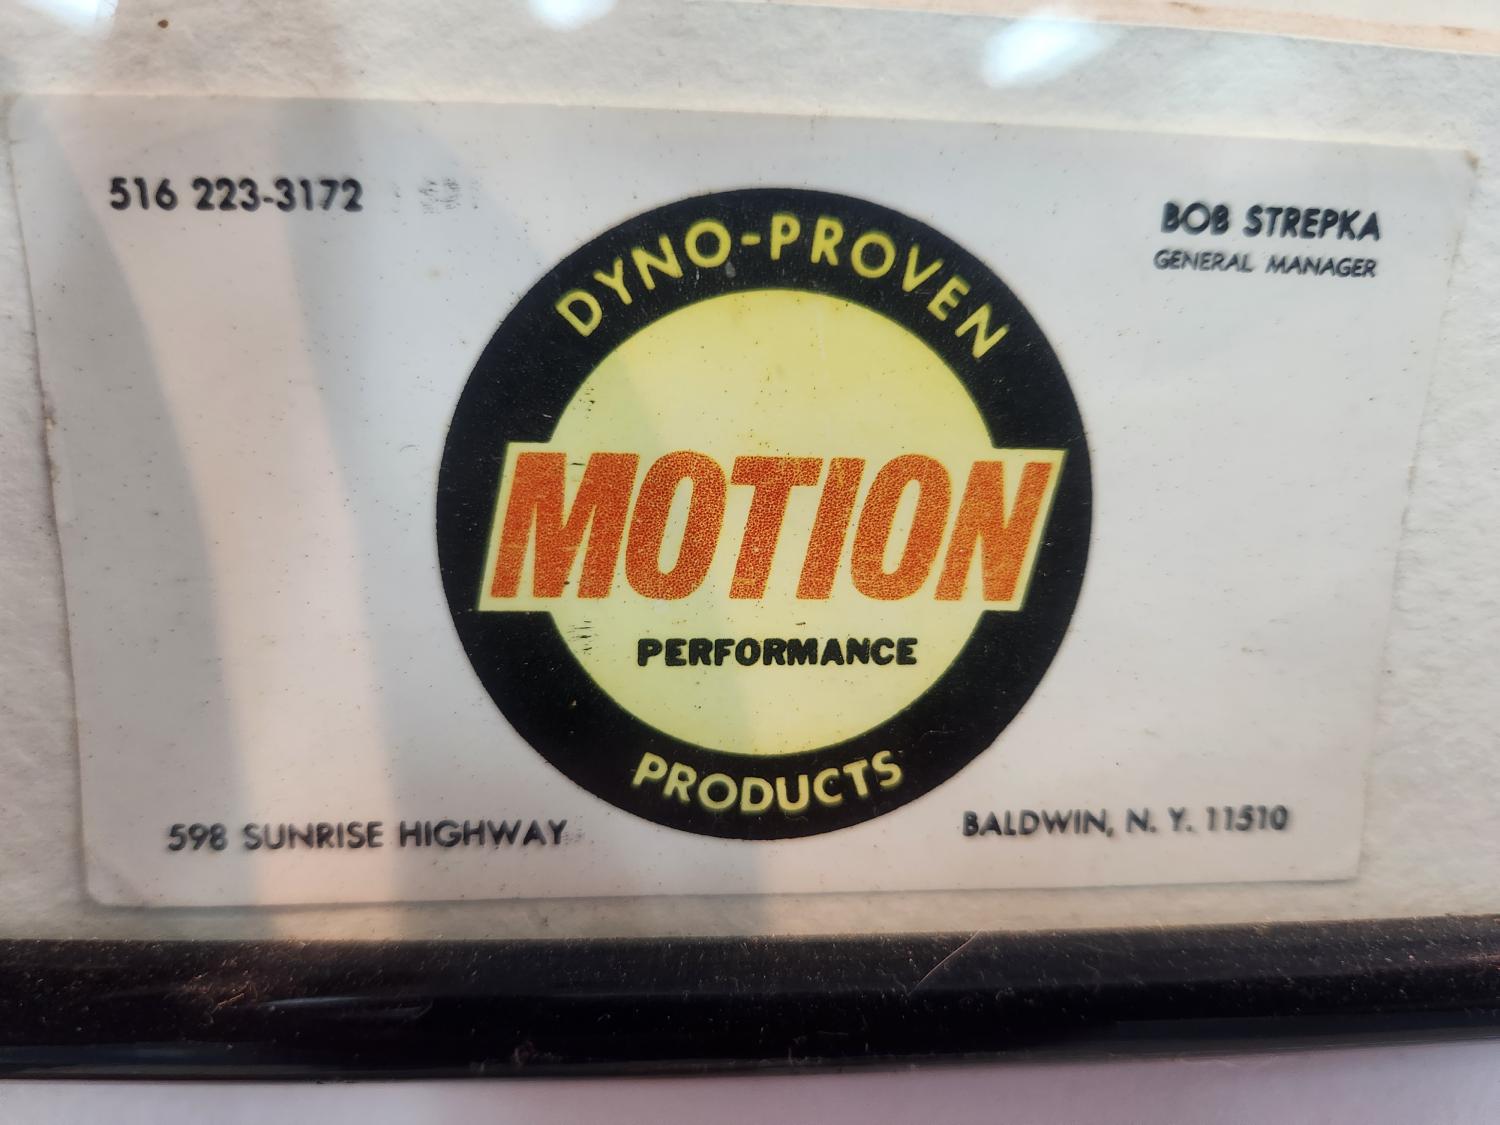 516 223-3172
BOB STREPKA
GENERAL MANAGER
DYNO-PROVEN
MOTION
PERFORMANCE
PRODUCTS
598 SUNRISE HIGHWAY
BALDWIN, N. Y. 11510